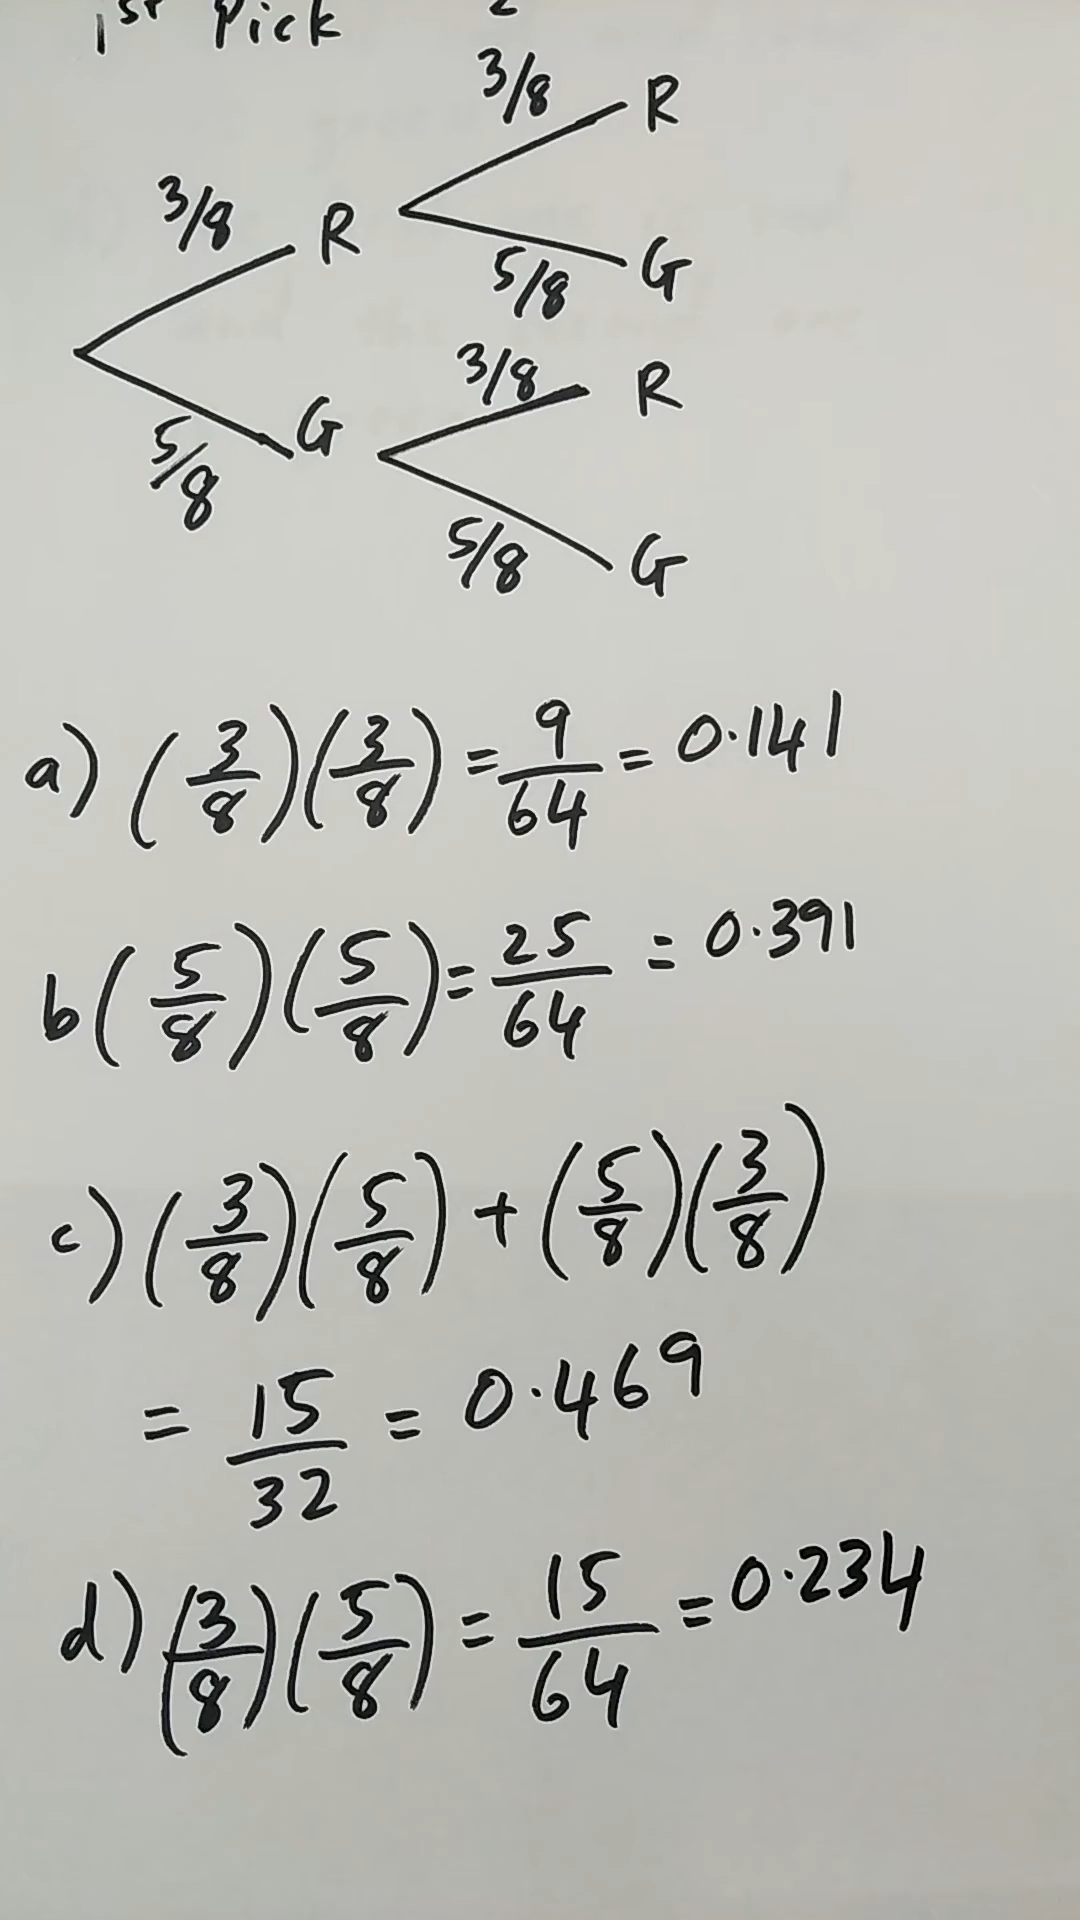 1st Pick
3/8 R
3/8 R
5/8 G
3/8 R
5/8 G
5/8 G
a) (3/8)(3/8) = 9/64 = 0.141
b (5/8)(5/8) = 25/64 = 0.391
c) (3/8)(5/8) + (5/8)(3/8)
= 15/32 = 0.469
d) (3/8)(5/8) = 15/64 = 0.234